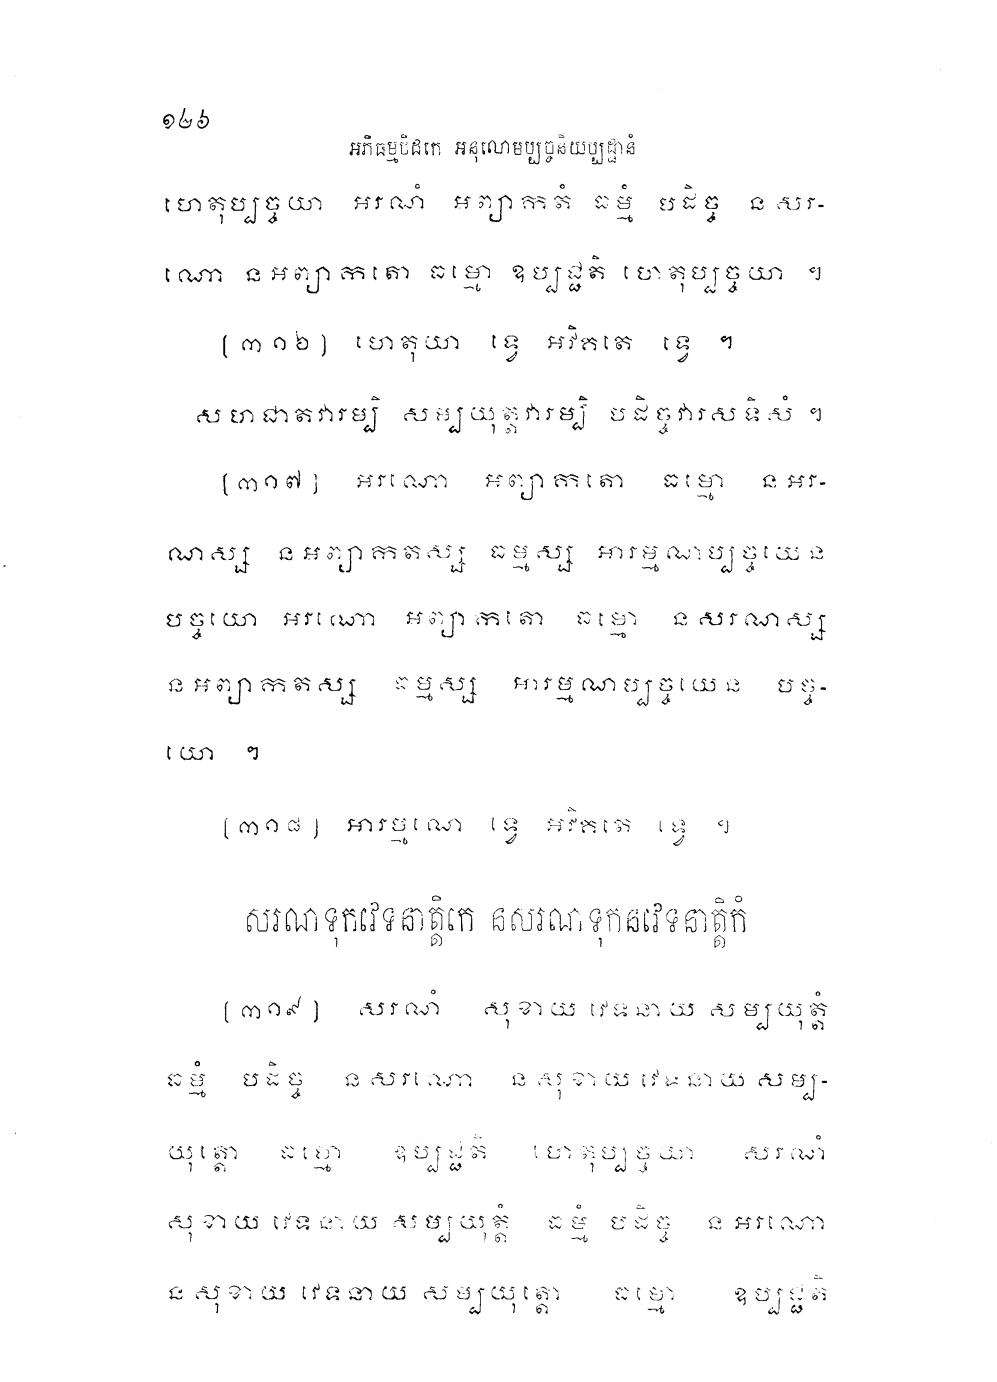 ១៤៦
អភិធម្មបិដកេ អនុលោមប្បច្ចនិយប្បដ្ឋានំ
ហេតុប្បច្ចយា អរណំ អព្យាកតំ ធម្មំ បដិច្ច នសរ-
ណោ នអព្យាកតោ ធម្មោ ឧប្បជ្ជតិ ហេតុប្បច្ចយា ។
(៣១៦) ហេតុយា ទ្វេ អវិគតេ ទ្វេ ។
សហជាតវារម្បិ សម្បយុត្តវារម្បិ បដិច្ចវារសទិសំ ។
(៣១៧) អរណោ អព្យាកតោ ធម្មោ នអរ-
ណស្ស នអព្យាកតស្ស ធម្មស្ស អារម្មណប្បច្ចយេន
បច្ចយោ អរណោ អព្យាកតោ ធម្មោ នសរណស្ស
នអព្យាកតស្ស ធម្មស្ស អារម្មណប្បច្ចយេន បច្ច-
យោ ។
(៣១៨) អារម្មណោ ទ្វេ អវិគតេ ទ្វេ ។
សរណទុកវេទនាត្តិកេ នសរណទុកនវេទនាត្តិកំ
(៣១៩) សរណំ សុខាយ វេទនាយ សម្បយុត្តំ
ធម្មំ បដិច្ច នសរណោ នសុខាយ វេទនាយ សម្ប-
យុត្តោ ធម្មោ ឧប្បជ្ជតិ ហេតុប្បច្ចយា សរណំ
សុខាយ វេទនាយ សម្បយុត្តំ ធម្មំ បដិច្ច នអរណោ
នសុខាយ វេទនាយ សម្បយុត្តោ ធម្មោ ឧប្បជ្ជតិ